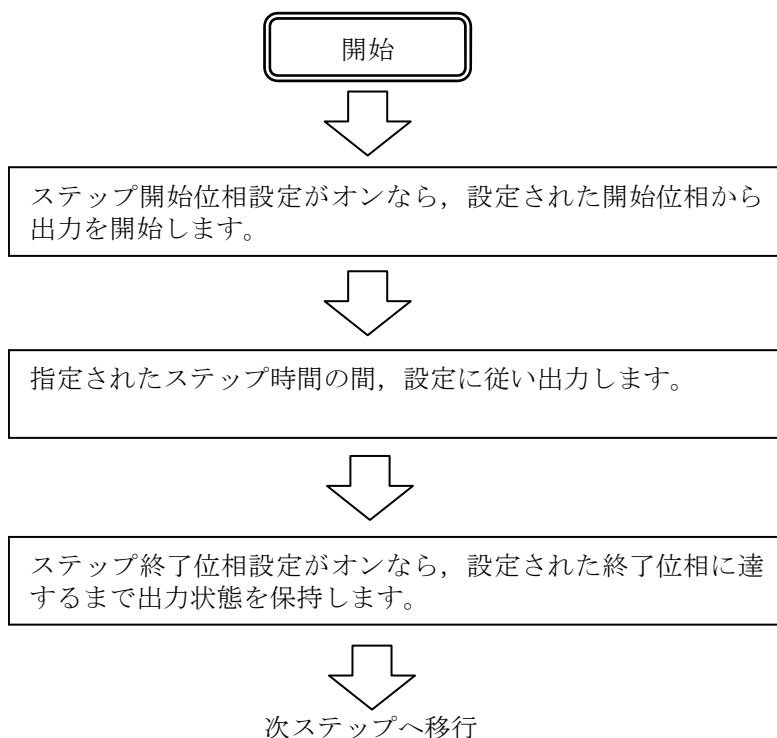 開始
ステップ開始位相設定がオンなら，設定された開始位相から
出力を開始します。
指定されたステップ時間の間，設定に従い出力します。
ステップ終了位相設定がオンなら，設定された終了位相に達
するまで出力状態を保持します。
次ステップへ移行